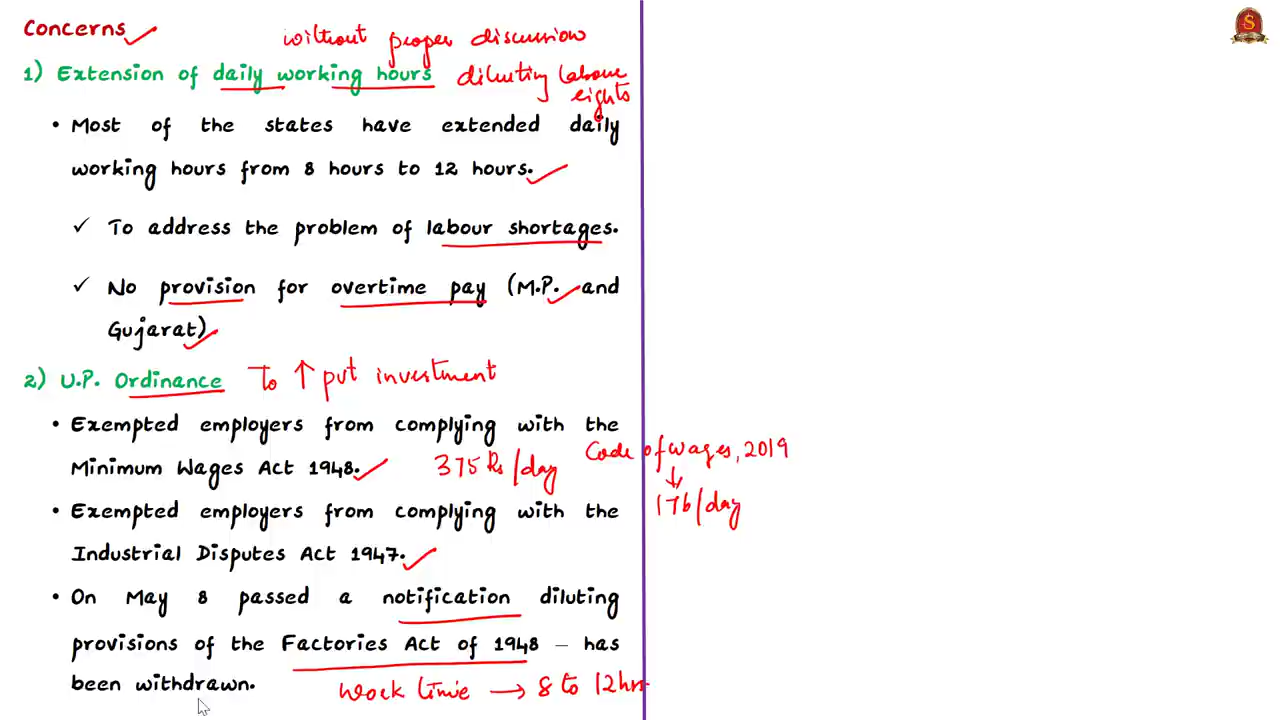 Concerns
without proper discussion
1) Extension of daily working hours
diluting labour
rights
• Most of the states have extended daily
working hours from 8 hours to 12 hours.
✓ To address the problem of labour shortages.
✓ No provision for overtime pay (M.P. and
Gujarat)
2) U.P. Ordinance To ↑ pvt investment
• Exempted employers from complying with the
Minimum Wages Act 1948. 375 Rs/day
Code of wages, 2019
↓
176/day
• Exempted employers from complying with the
Industrial Disputes Act 1947.
• On May 8 passed a notification diluting
provisions of the Factories Act of 1948 – has
been withdrawn. Work time → 8 to 12 hrs
S